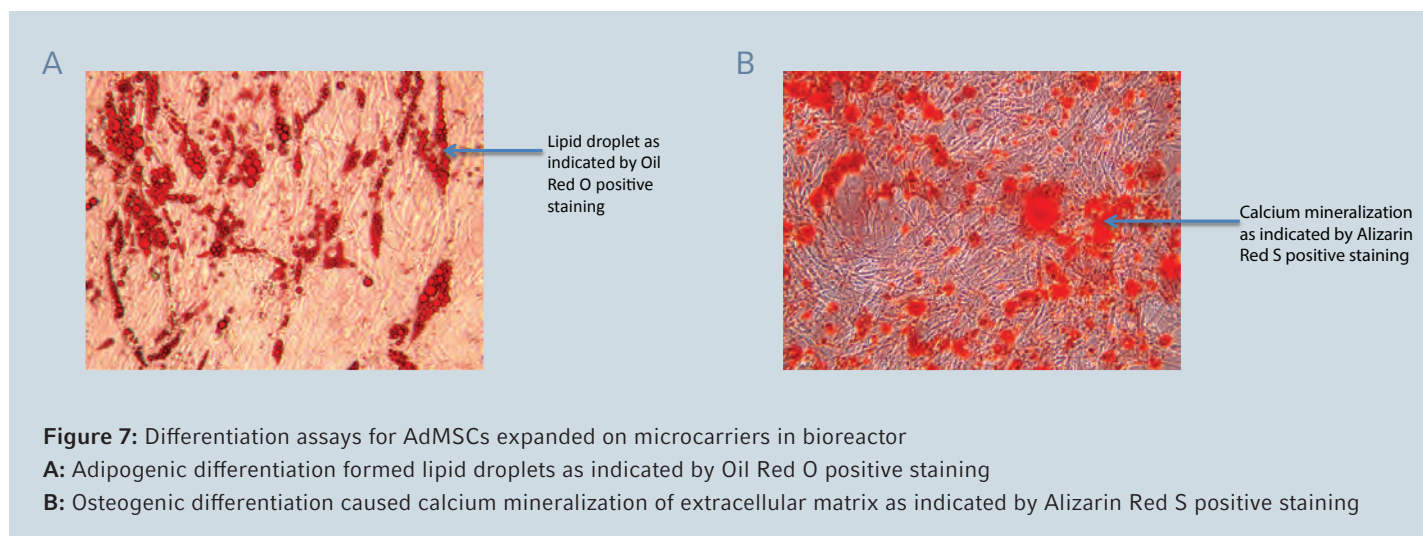 A
Lipid droplet as
indicated by Oil
Red O positive
staining
B
Calcium mineralization
as indicated by Alizarin
Red S positive staining
Figure 7: Differentiation assays for AdMSCs expanded on microcarriers in bioreactor
A: Adipogenic differentiation formed lipid droplets as indicated by Oil Red O positive staining
B: Osteogenic differentiation caused calcium mineralization of extracellular matrix as indicated by Alizarin Red S positive staining